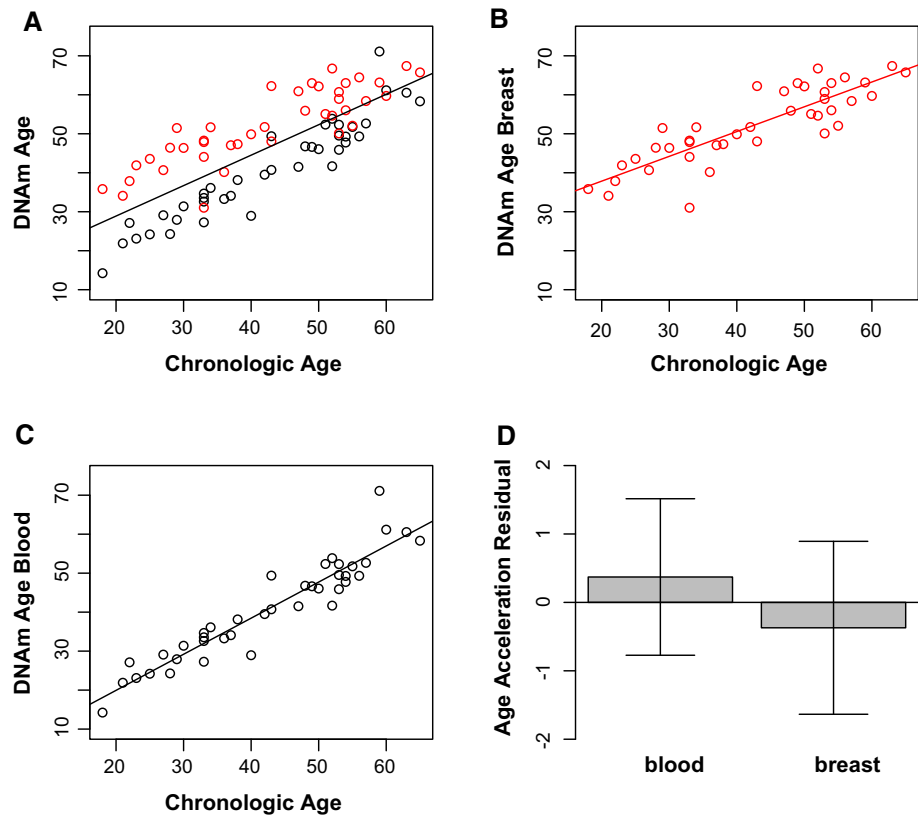 A
DNAm Age
70
50
30
10
20 30 40 50 60
Chronologic Age
B
DNAm Age Breast
70
50
30
10
20 30 40 50 60
Chronologic Age
C
DNAm Age Blood
70
50
30
10
20 30 40 50 60
Chronologic Age
D
Age Acceleration Residual
2
1
0
-1
-2
blood breast